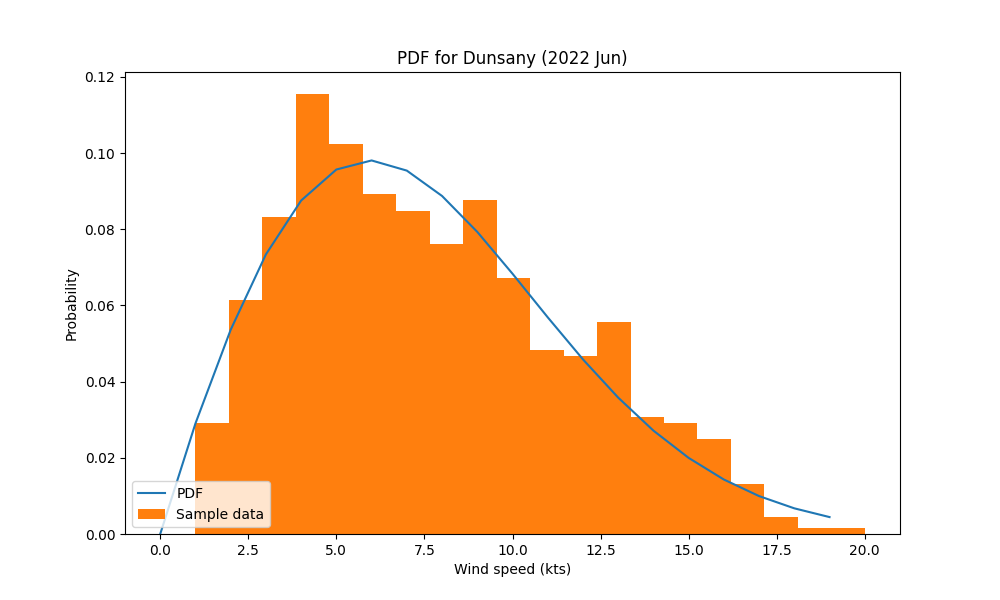 PDF for Dunsany (2022 Jun)
0.12
0.10
0.08
0.06
0.04
0.02
0.00
Probability
PDF
Sample data
0.0 2.5 5.0 7.5 10.0 12.5 15.0 17.5 20.0
Wind speed (kts)